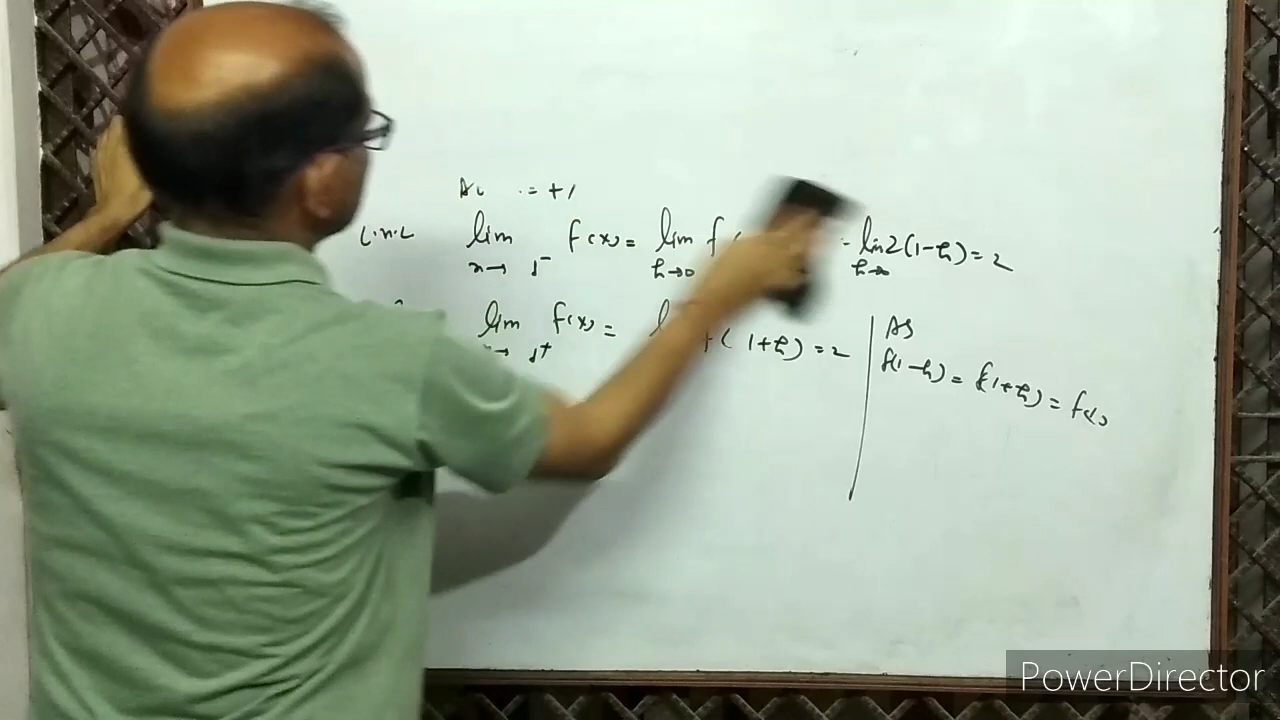 = +1
L.H.L lim x→1⁻ f(x) = lim h→0 f( - lim h→0 2(1-h) = 2
lim x→1⁺ f(x) = (1+h) = 2
As
f(1-h) = f(1+h) = f(1)
PowerDirector